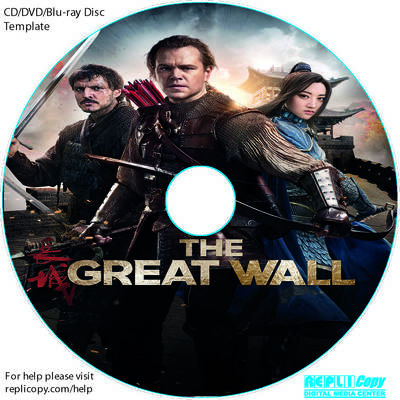 CD/DVD/Blu-ray Disc
Template
THE
GREAT WALL
For help please visit
replicopy.com/help
REPLICopy
DIGITAL MEDIA CENTER